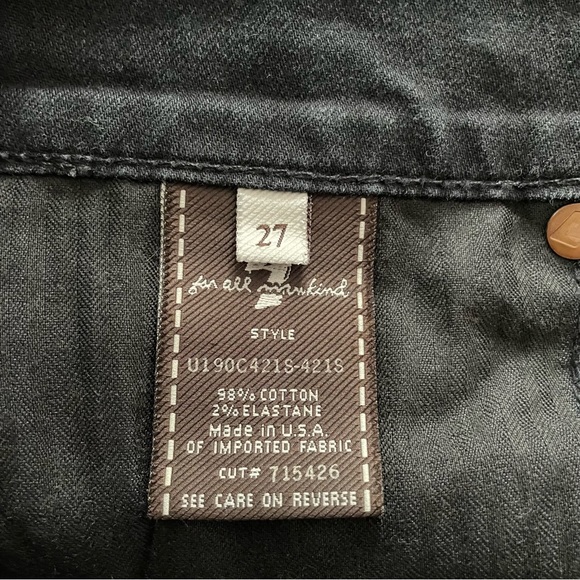 27
7
for all mankind
STYLE
U190C421S-421S
98% COTTON
2% ELASTANE
Made in U.S.A.
OF IMPORTED FABRIC
CUT# 715426
SEE CARE ON REVERSE